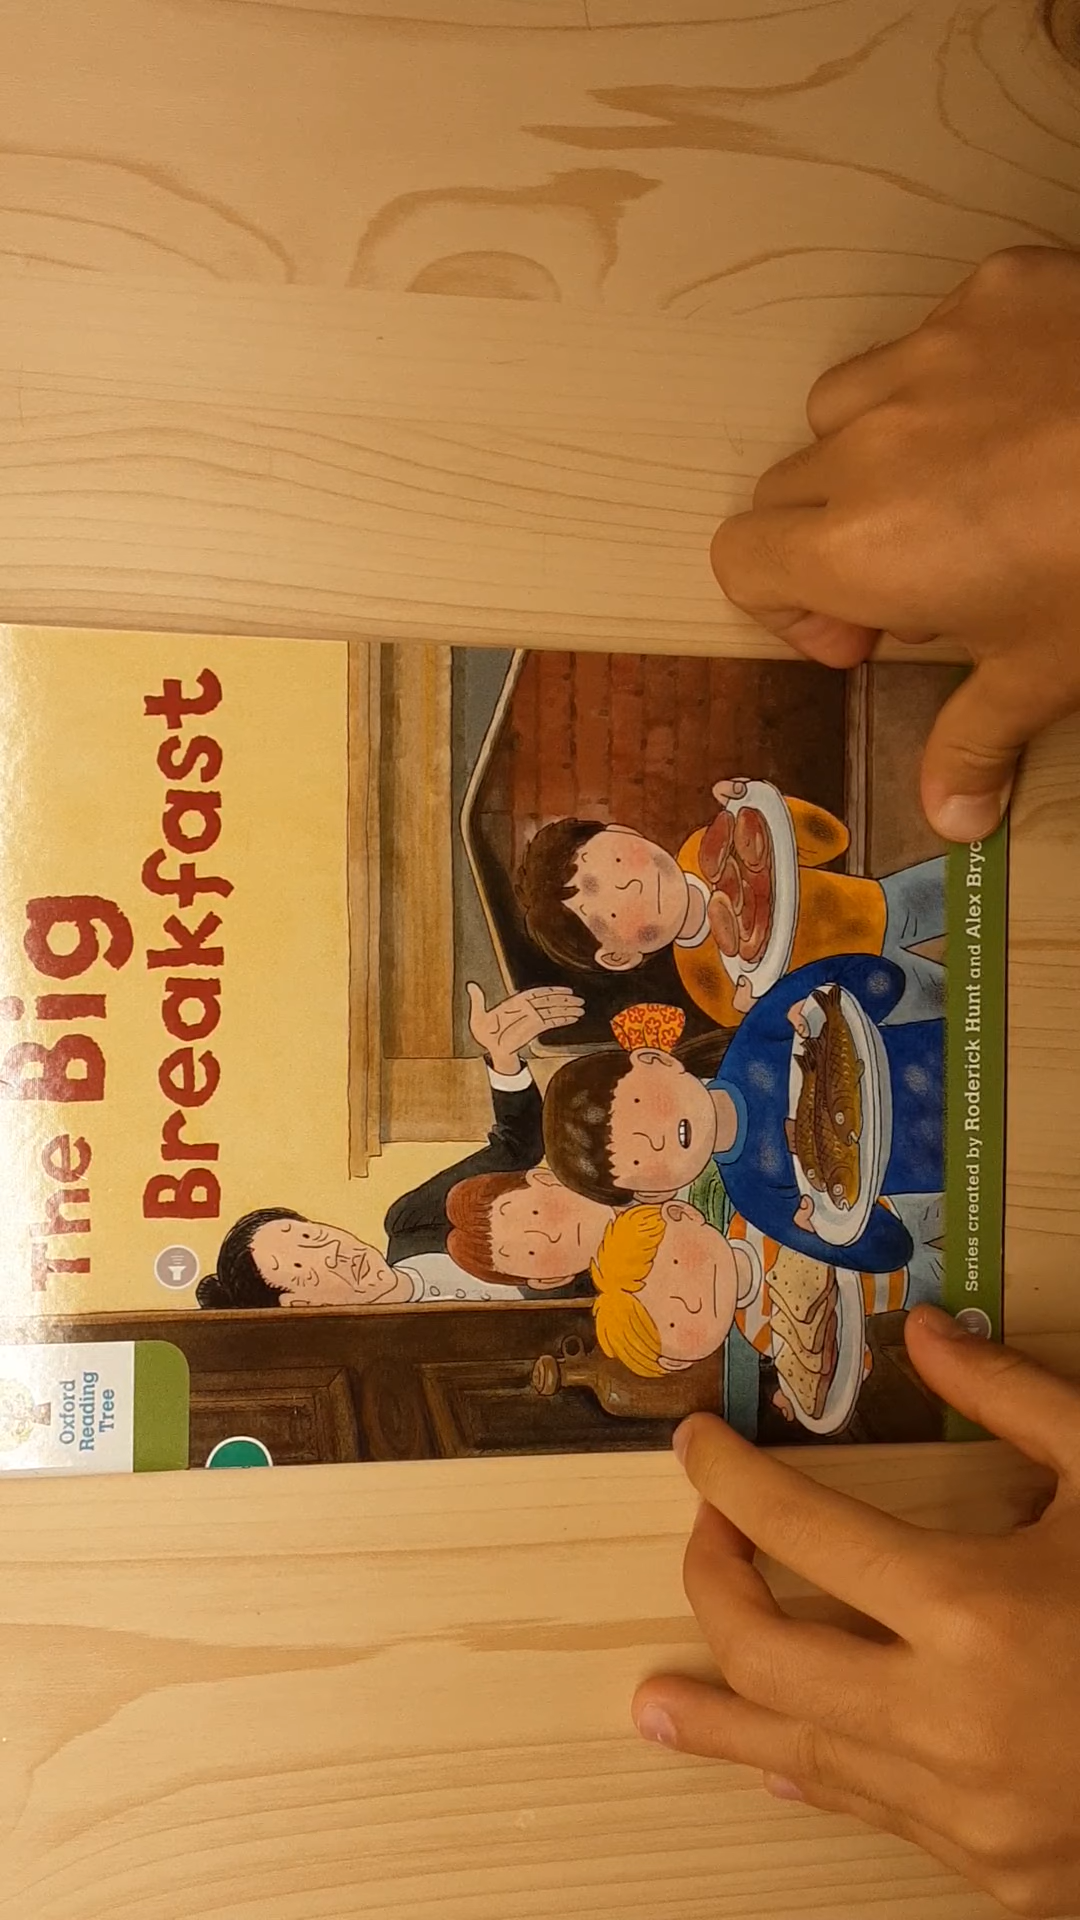 Oxford
Reading
Tree
The Big
Breakfast
Series created by Roderick Hunt and Alex Bryc